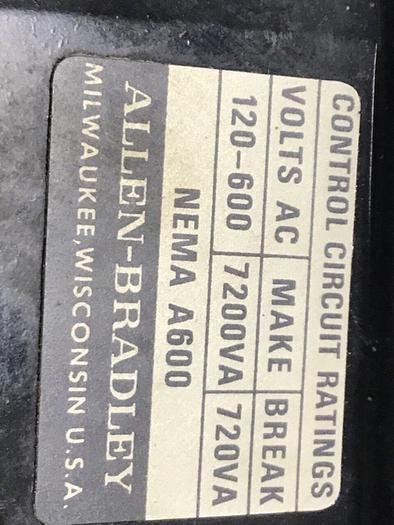 CONTROL CIRCUIT RATINGS
VOLTS AC MAKE BREAK
120-600 7200VA 720VA
NEMA A600
ALLEN-BRADLEY
MILWAUKEE, WISCONSIN U.S.A.